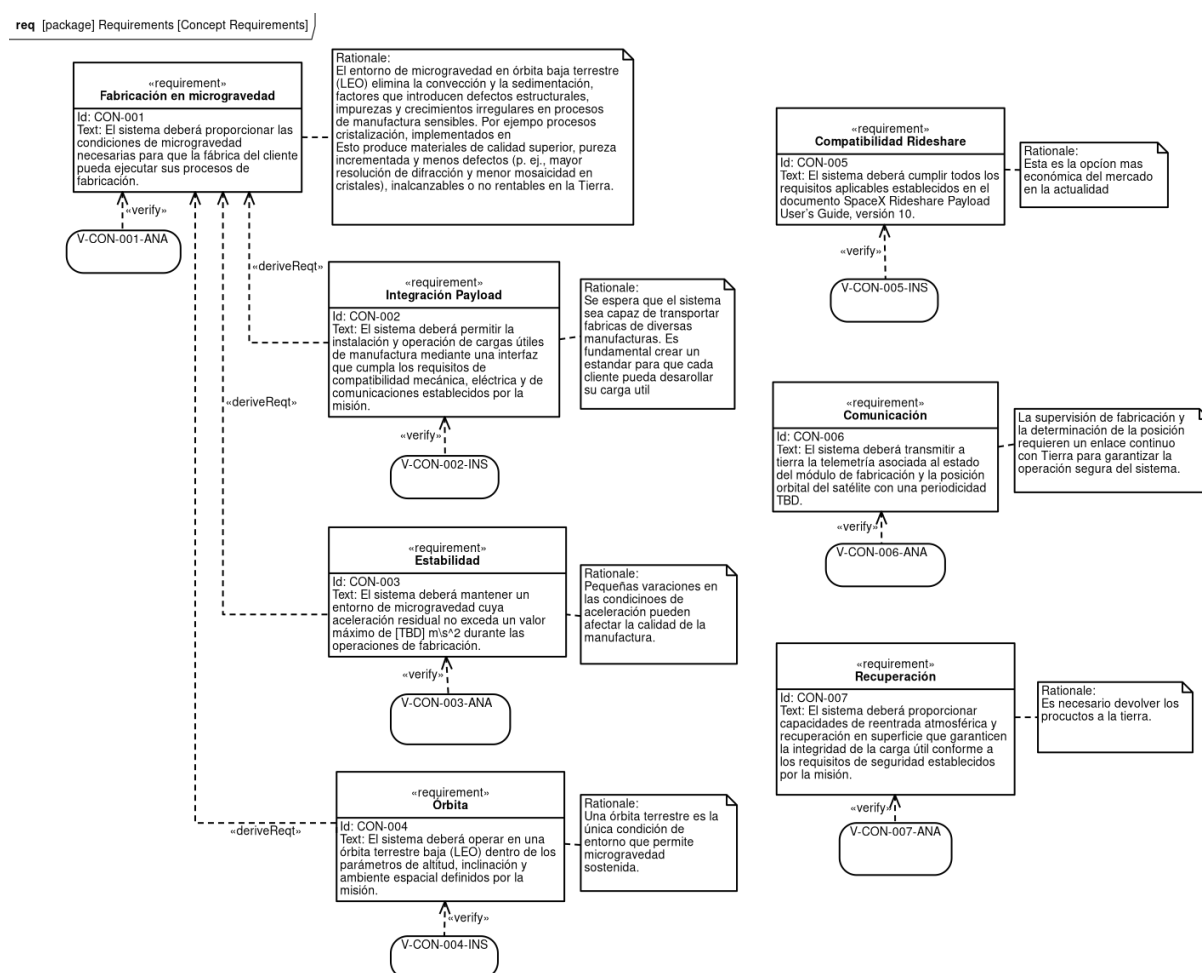 req [package] Requirements [Concept Requirements]
«requirement»
Fabricación en microgravedad
Id: CON-001
Text: El sistema deberá proporcionar las
condiciones de microgravedad
necesarias para que la fábrica del cliente
pueda ejecutar sus procesos de
fabricación.
Rationale:
El entorno de microgravedad en órbita baja terrestre
(LEO) elimina la convección y la sedimentación,
factores que introducen defectos estructurales,
impurezas y crecimientos irregulares en procesos
de manufactura sensibles. Por ejempo procesos
cristalización, implementados en
Esto produce materiales de calidad superior, pureza
incrementada y menos defectos (p. ej., mayor
resolución de difracción y menor mosaicidad en
cristales), inalcanzables o no rentables en la Tierra.
«verify»
V-CON-001-ANA
«deriveReqt»
«requirement»
Integración Payload
Id: CON-002
Text: El sistema deberá permitir la
instalación y operación de cargas útiles
de manufactura mediante una interfaz
que cumpla los requisitos de
compatibilidad mecánica, eléctrica y de
comunicaciones establecidos por la
misión.
Rationale:
Se espera que el sistema
sea capaz de transportar
fabricas de diversas
manufacturas. Es
fundamental crear un
estandar para que cada
cliente pueda desarollar
su carga util
«deriveReqt»
«verify»
V-CON-002-INS
«requirement»
Estabilidad
Id: CON-003
Text: El sistema deberá mantener un
entorno de microgravedad cuya
aceleración residual no exceda un valor
máximo de [TBD] m\s^2 durante las
operaciones de fabricación.
Rationale:
Pequeñas varaciones en
las condicinoes de
aceleración pueden
afectar la calidad de la
manufactura.
«verify»
V-CON-003-ANA
«requirement»
Órbita
Id: CON-004
Text: El sistema deberá operar en una
órbita terrestre baja (LEO) dentro de los
parámetros de altitud, inclinación y
ambiente espacial definidos por la
misión.
Rationale:
Una órbita terrestre es la
única condición de
entorno que permite
microgravedad
sostenida.
«deriveReqt»
«verify»
V-CON-004-INS
«requirement»
Compatibilidad Rideshare
Id: CON-005
Text: El sistema deberá cumplir todos los
requisitos aplicables establecidos en el
documento SpaceX Rideshare Payload
User's Guide, versión 10.
Rationale:
Esta es la opcíon mas
económica del mercado
en la actualidad
«verify»
V-CON-005-INS
«requirement»
Comunicación
Id: CON-006
Text: El sistema deberá transmitir a
tierra la telemetría asociada al estado
del módulo de fabricación y la posición
orbital del satélite con una periodicidad
TBD.
La supervisión de fabricación y
la determinación de la posición
requieren un enlace continuo
con Tierra para garantizar la
operación segura del sistema.
«verify»
V-CON-006-ANA
«requirement»
Recuperación
Id: CON-007
Text: El sistema deberá proporcionar
capacidades de reentrada atmosférica y
recuperación en superficie que garanticen
la integridad de la carga útil conforme a
los requisitos de seguridad establecidos
por la misión.
Rationale:
Es necesario devolver los
procuctos a la tierra.
«verify»
V-CON-007-ANA